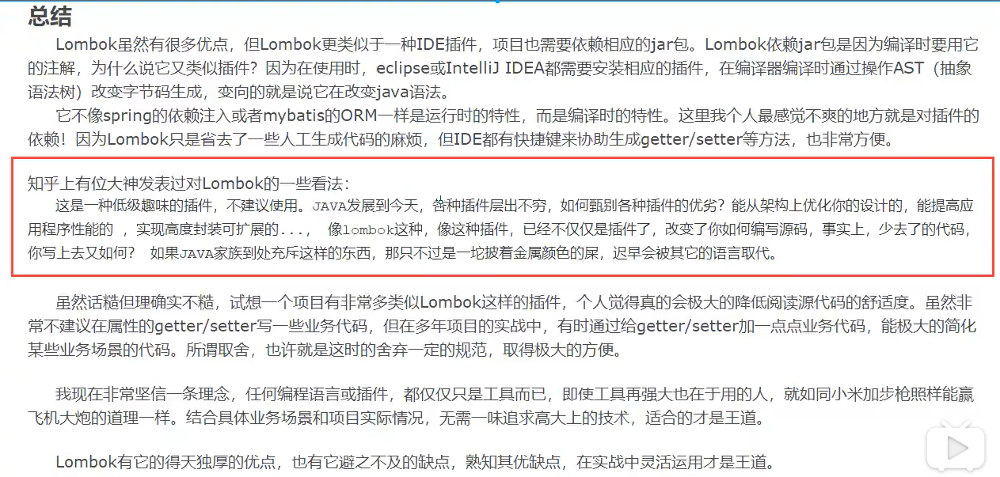 总结
Lombok虽然有很多优点，但Lombok更类似于一种IDE插件，项目也需要依赖相应的jar包。Lombok依赖jar包是因为编译时要用它
的注解，为什么说它又类似插件？因为在使用时，eclipse或IntelliJ IDEA都需要安装相应的插件，在编译器编译时通过操作AST（抽象
语法树）改变字节码生成，变向的就是说它在改变java语法。
它不像spring的依赖注入或者mybatis的ORM一样是运行时的特性，而是编译时的特性。这里我个人最感觉不爽的地方就是对插件的
依赖！因为Lombok只是省去了一些人工生成代码的麻烦，但IDE都有快捷键来协助生成getter/setter等方法，也非常方便。
知乎上有位大神发表过对Lombok的一些看法：
这是一种低级趣味的插件，不建议使用。JAVA发展到今天，各种插件层出不穷，如何甄别各种插件的优劣？能从架构上优化你的设计的，能提高应
用程序性能的 ，实现高度封装可扩展的...， 像lombok这种，像这种插件，已经不仅仅是插件了，改变了你如何编写源码，事实上，少去了的代码，
你写上去又如何？ 如果JAVA家族到处充斥这样的东西，那只不过是一坨披着金属颜色的屎，迟早会被其它的语言取代。
虽然话糙但理确实不糙，试想一个项目有非常多类似Lombok这样的插件，个人觉得真的会极大的降低阅读源代码的舒适度。虽然非
常不建议在属性的getter/setter写一些业务代码，但在多年项目的实战中，有时通过给getter/setter加一点点业务代码，能极大的简化
某些业务场景的代码。所谓取舍，也许就是这时的舍弃一定的规范，取得极大的方便。
我现在非常坚信一条理念，任何编程语言或插件，都仅仅只是工具而已，即使工具再强大也在于用的人，就如同小米加步枪照样能赢
飞机大炮的道理一样。结合具体业务场景和项目实际情况，无需一味追求高大上的技术，适合的才是王道。
Lombok有它的得天独厚的优点，也有它避之不及的缺点，熟知其优缺点，在实战中灵活运用才是王道。